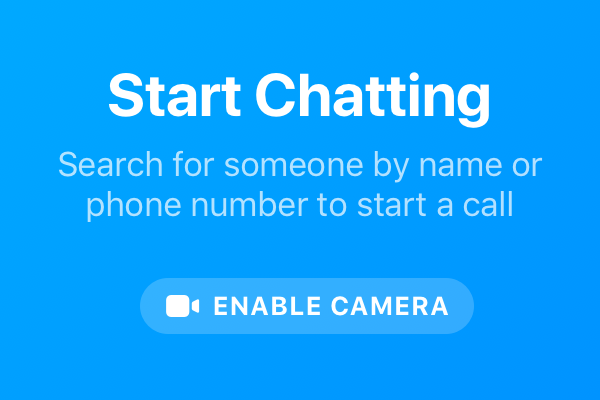 Start Chatting
Search for someone by name or
phone number to start a call
ENABLE CAMERA